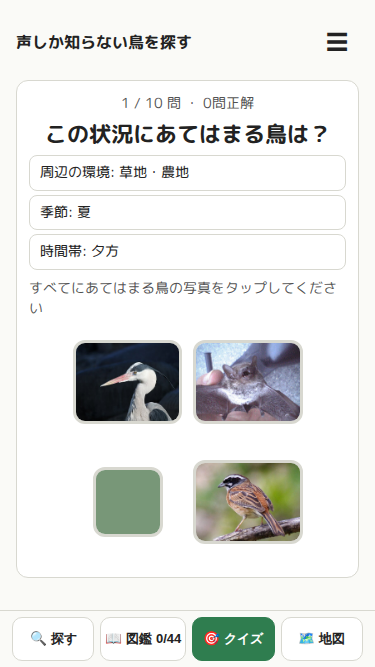 声しか知らない鳥を探す
1 / 10 問 · 0問正解
この状況にあてはまる鳥は？
周辺の環境: 草地・農地
季節: 夏
時間帯: 夕方
すべてにあてはまる鳥の写真をタップしてくださ
い
🔍 探す
📖 図鑑 0/44
🎯 クイズ
🗺️ 地図